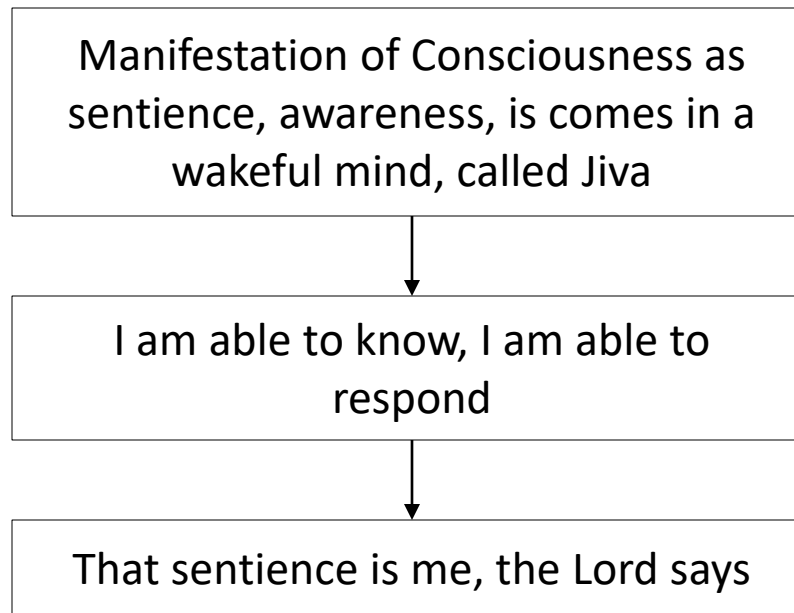 Manifestation of Consciousness as
sentience, awareness, is comes in a
wakeful mind, called Jiva
I am able to know, I am able to
respond
That sentience is me, the Lord says